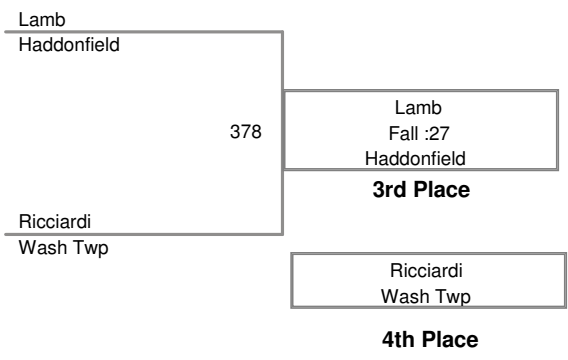 Lamb
Haddonfield
378
Lamb
Fall :27
Haddonfield
3rd Place
Ricciardi
Wash Twp
Ricciardi
Wash Twp
4th Place